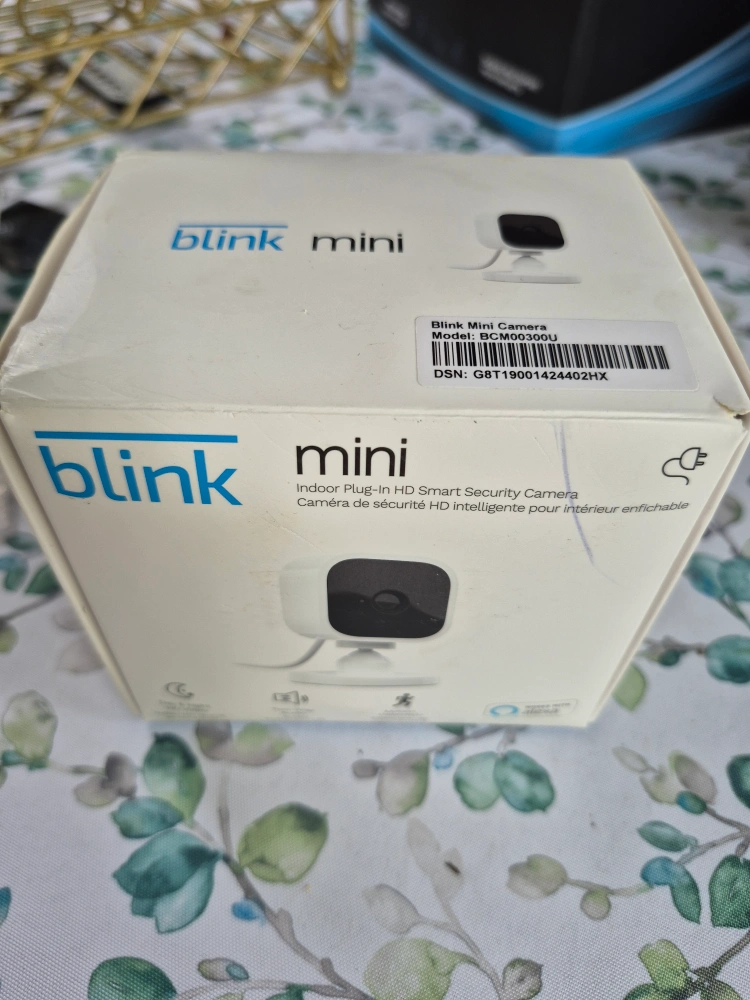 blink mini
Blink Mini Camera
Model: BCM00300U
DSN: G8T19001424402HX
blink
mini
Indoor Plug-In HD Smart Security Camera
Caméra de sécurité HD intelligente pour intérieur enfichable